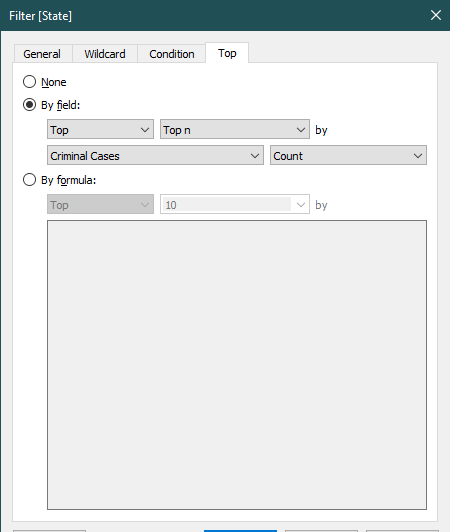 Filter [State]
General Wildcard Condition Top
None
By field:
Top Top n by
Criminal Cases Count
By formula:
Top 10 by